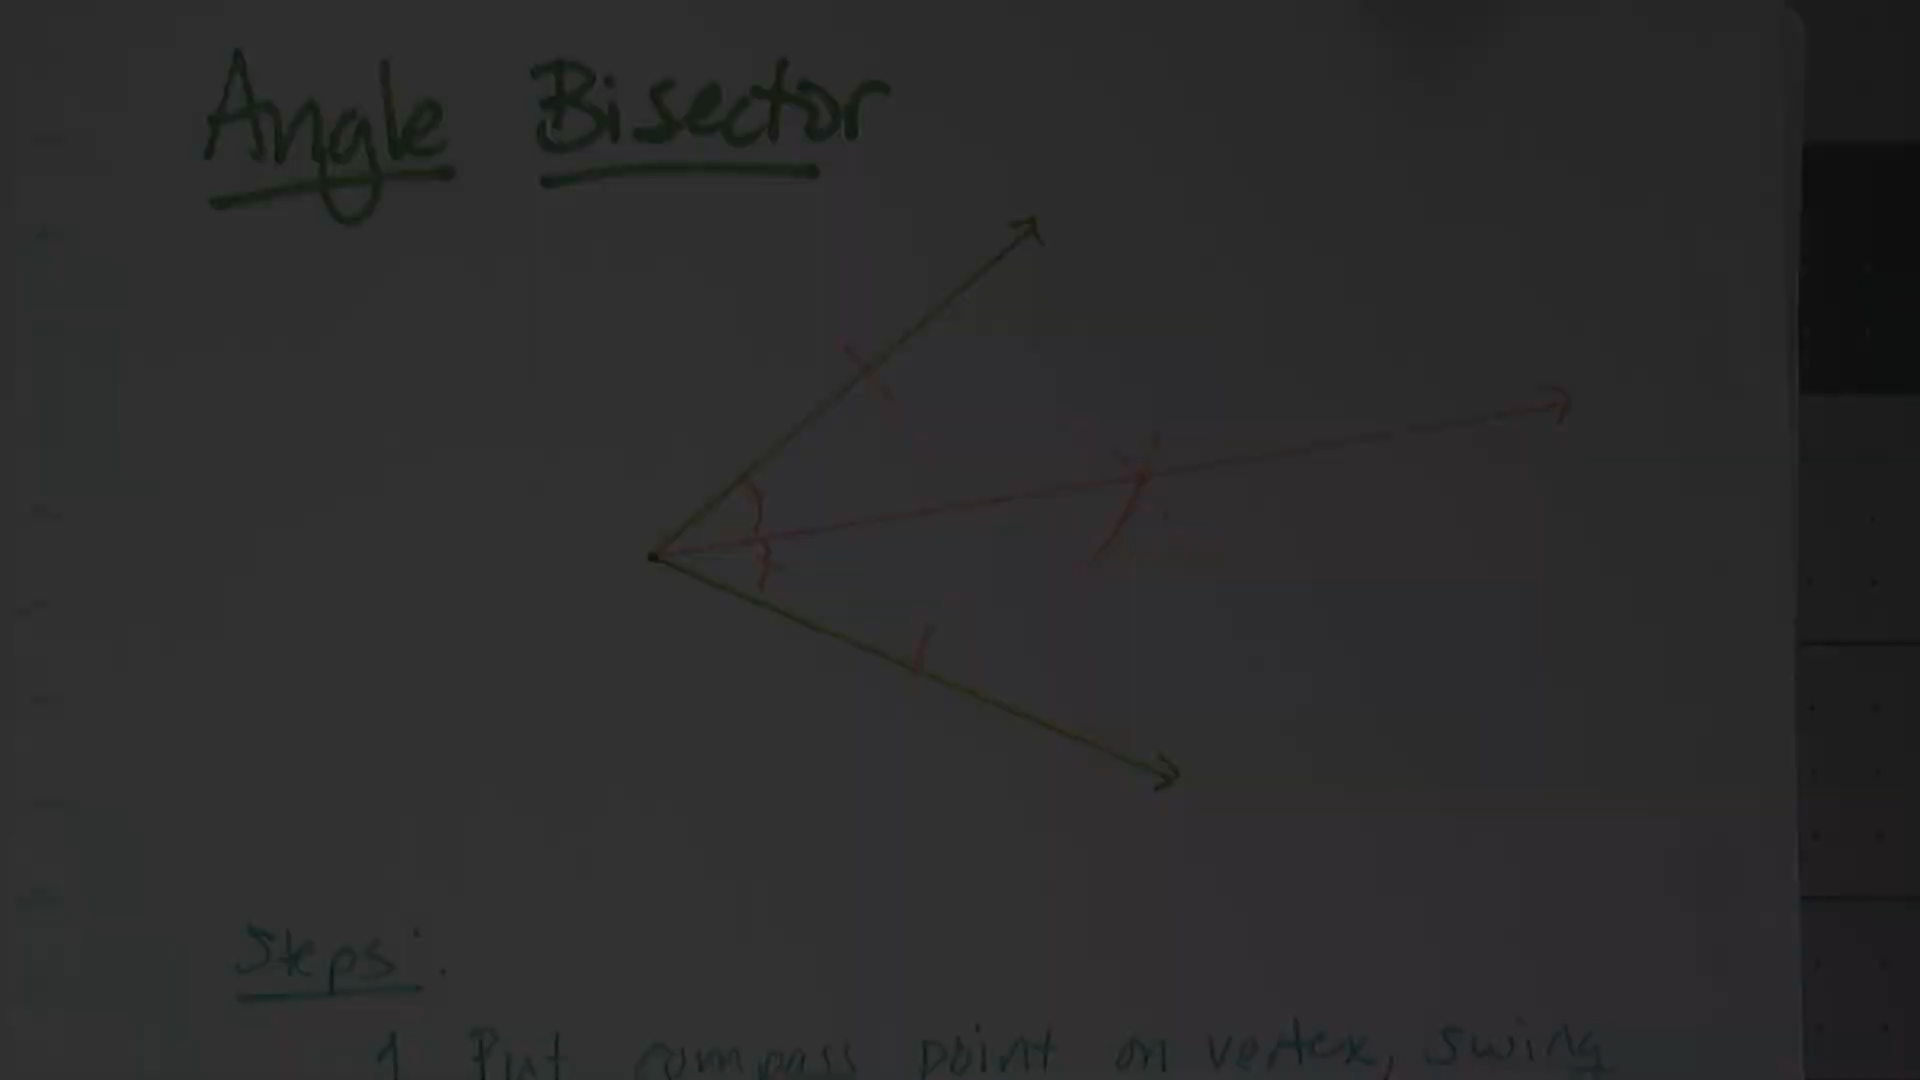 Angle Bisector
Steps:
1 Put compass point on vertex, swing